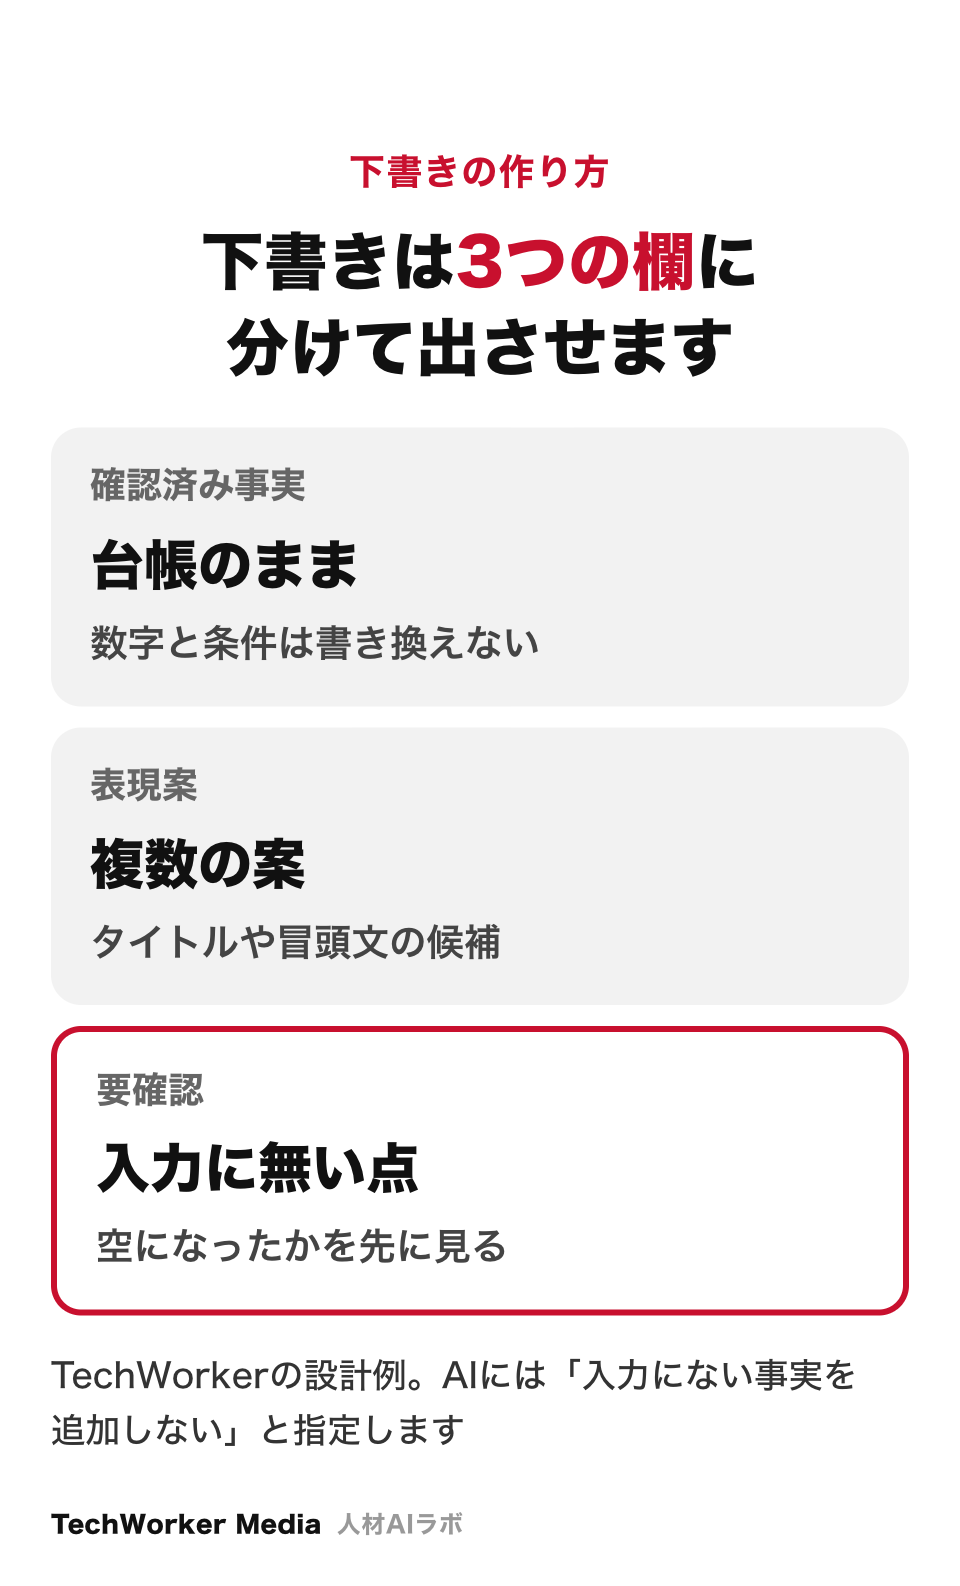 下書きの作り方
下書きは3つの欄に
分けて出させます
確認済み事実
台帳のまま
数字と条件は書き換えない
表現案
複数の案
タイトルや冒頭文の候補
要確認
入力に無い点
空になったかを先に見る
TechWorkerの設計例。AIには「入力にない事実を
追加しない」と指定します
TechWorker Media 人材AIラボ